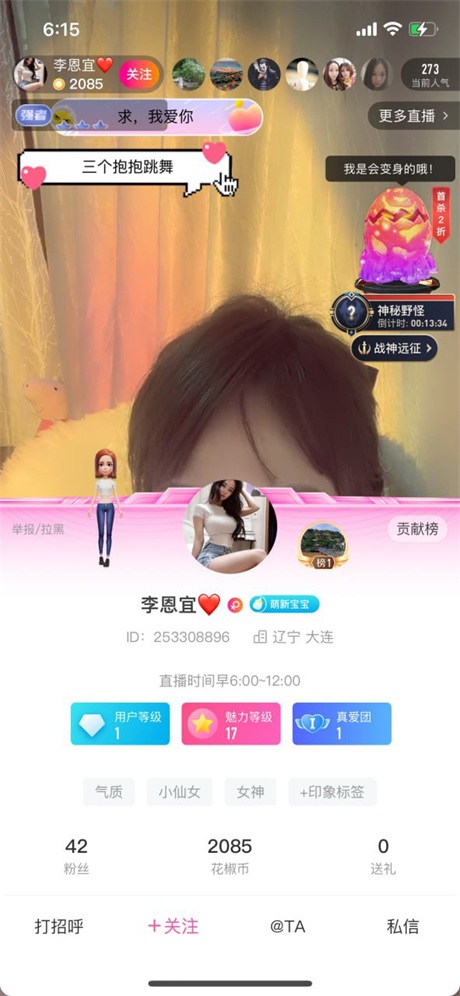 6:15
李恩宜❤️
2085
关注
273
当前人气
强者
求，我爱你
更多直播
三个抱抱跳舞
我是会变身的哦！
首杀2折
?
神秘野怪
倒计时: 00:13:34
战神远征
举报/拉黑
榜1
贡献榜
李恩宜❤️
萌新宝宝
ID: 253308896
辽宁 大连
直播时间早6:00~12:00
用户等级
1
魅力等级
17
真爱团
1
气质
小仙女
女神
+印象标签
42
2085
0
粉丝
花椒币
送礼
打招呼
+关注
@TA
私信